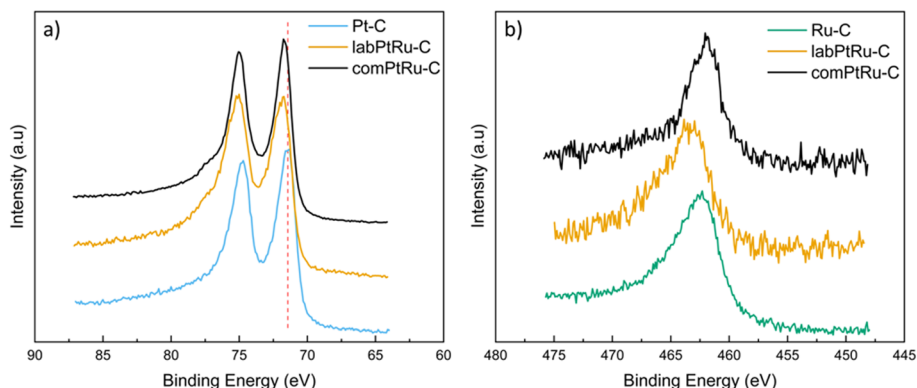 a)
Pt-C
labPtRu-C
comPtRu-C
Intensity (a.u)
90 85 80 75 70 65 60
Binding Energy (eV)
b)
Ru-C
labPtRu-C
comPtRu-C
Intensity (a.u)
480 475 470 465 460 455 450 445
Binding Energy (eV)